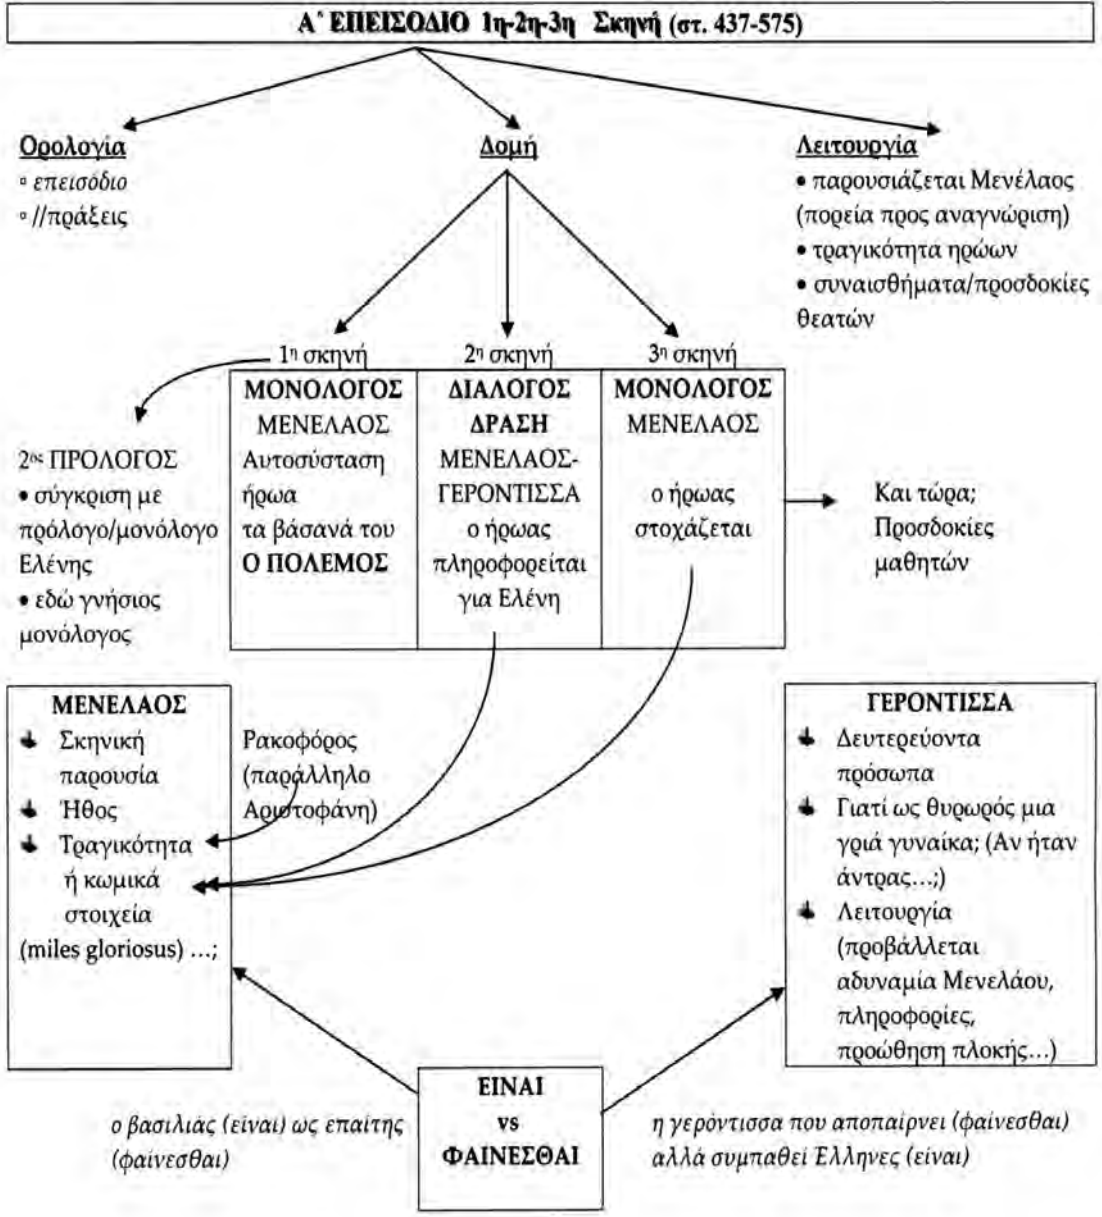 Α΄ ΕΠΕΙΣΟΔΙΟ 1η-2η-3η Σκηνή (στ. 437-575)
Ορολογία
▫ επεισόδιο
▫ //πράξεις
Δομή
Λειτουργία
• παρουσιάζεται Μενέλαος
(πορεία προς αναγνώριση)
• τραγικότητα ηρώων
• συναισθήματα/προσδοκίες
θεατών
1η σκηνή
2η σκηνή
3η σκηνή
ΜΟΝΟΛΟΓΟΣ
ΜΕΝΕΛΑΟΣ
Αυτοσύσταση
ήρωα
τα βάσανά του
Ο ΠΟΛΕΜΟΣ
ΔΙΑΛΟΓΟΣ
ΔΡΑΣΗ
ΜΕΝΕΛΑΟΣ-
ΓΕΡΟΝΤΙΣΣΑ
ο ήρωας
πληροφορείται
για Ελένη
ΜΟΝΟΛΟΓΟΣ
ΜΕΝΕΛΑΟΣ
ο ήρωας
στοχάζεται
2ος ΠΡΟΛΟΓΟΣ
• σύγκριση με
πρόλογο/μονόλογο
Ελένης
• εδώ γνήσιος
μονόλογος
Και τώρα;
Προσδοκίες
μαθητών
ΜΕΝΕΛΑΟΣ
Σκηνική
παρουσία
Ήθος
Τραγικότητα
ή κωμικά
στοιχεία
(miles gloriosus) …;
Ρακοφόρος
(παράλληλο
Αριστοφάνη)
ΓΕΡΟΝΤΙΣΣΑ
Δευτερεύοντα
πρόσωπα
Γιατί ως θυρωρός μια
γριά γυναίκα; (Αν ήταν
άντρας…;)
Λειτουργία
(προβάλλεται
αδυναμία Μενελάου,
πληροφορίες,
προώθηση πλοκής…)
ΕΙΝΑΙ
vs
ΦΑΙΝΕΣΘΑΙ
ο βασιλιάς (είναι) ως επαίτης
(φαίνεσθαι)
η γερόντισσα που αποπαίρνει (φαίνεσθαι)
αλλά συμπαθεί Έλληνες (είναι)